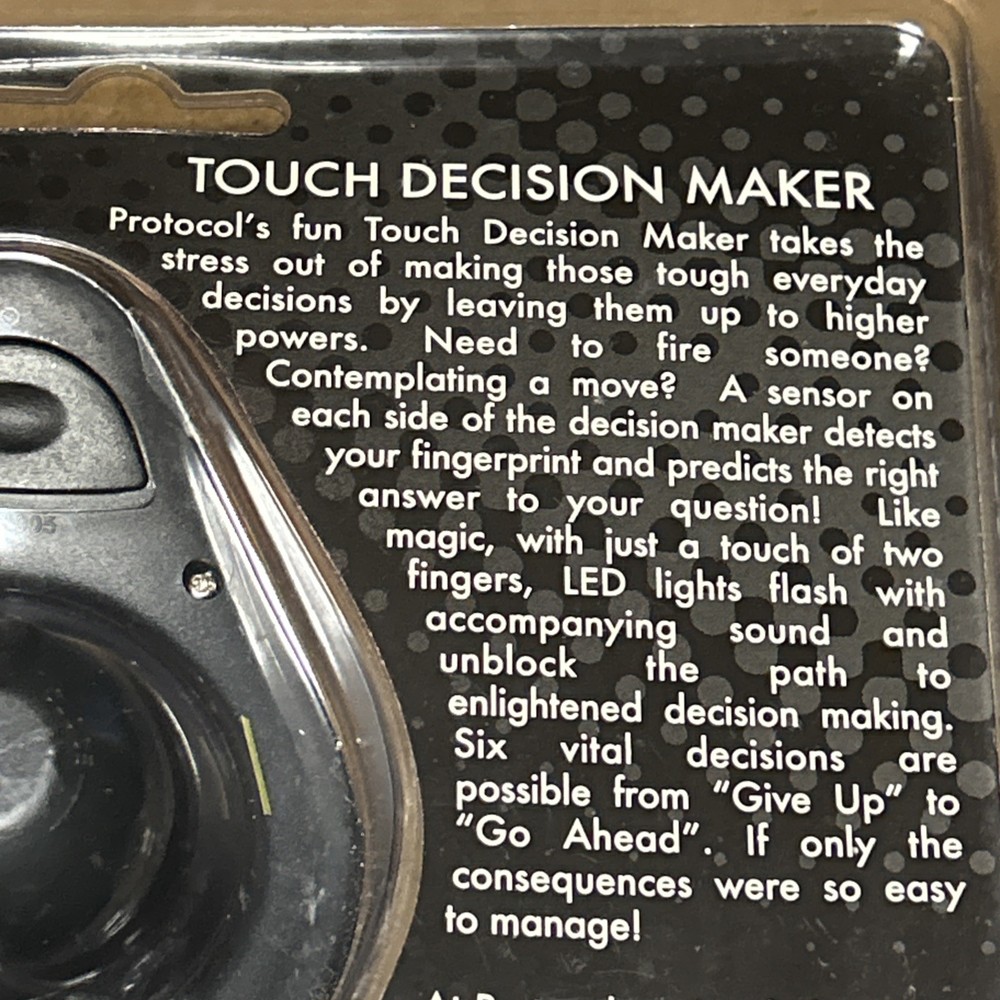 TOUCH DECISION MAKER
Protocol's fun Touch Decision Maker takes the
stress out of making those tough everyday
decisions by leaving them up to higher
powers. Need to fire someone?
Contemplating a move? A sensor on
each side of the decision maker detects
your fingerprint and predicts the right
answer to your question! Like
magic, with just a touch of two
fingers, LED lights flash with
accompanying sound and
unblock the path to
enlightened decision making.
Six vital decisions are
possible from "Give Up" to
"Go Ahead". If only the
consequences were so easy
to manage!